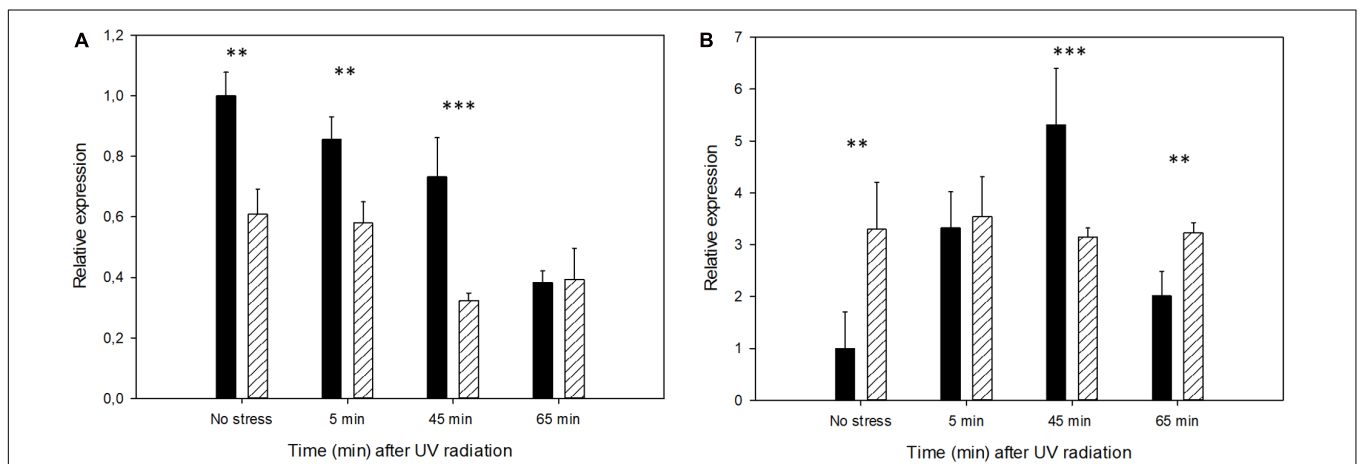 A
Relative expression
1,2
1,0
0,8
0,6
0,4
0,2
0,0
**
**
***
No stress
5 min
45 min
65 min
Time (min) after UV radiation
B
Relative expression
7
6
5
4
3
2
1
0
**
***
**
No stress
5 min
45 min
65 min
Time (min) after UV radiation